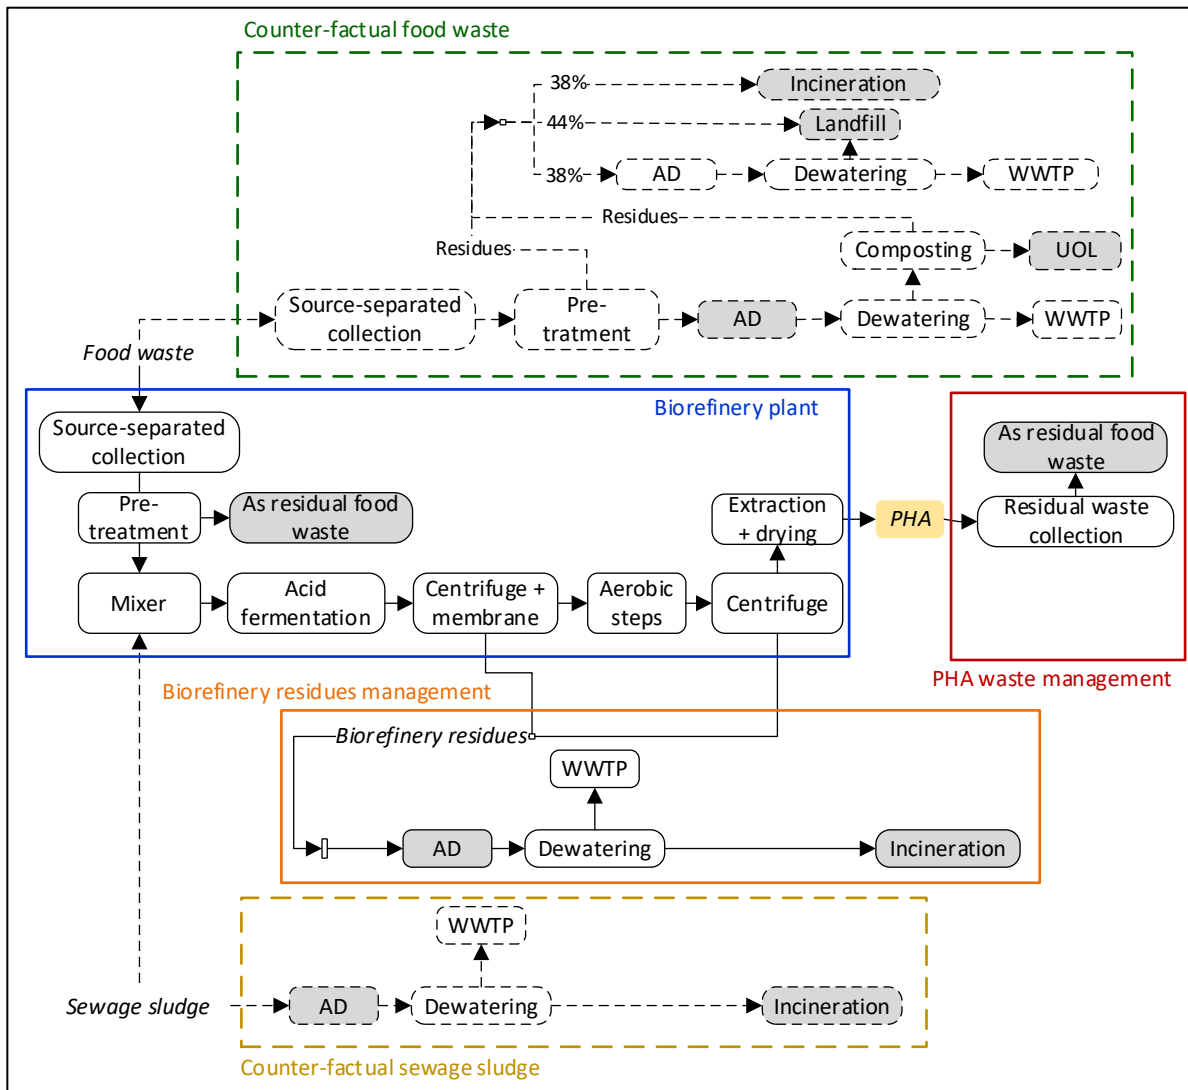 Counter-factual food waste
38%
Incineration
44%
Landfill
38%
AD
Dewatering
WWTP
Residues
Residues
Composting
UOL
Source-separated
collection
Pre-
tratment
AD
Dewatering
WWTP
Food waste
Biorefinery plant
Source-separated
collection
Pre-
treatment
As residual food
waste
Extraction
+ drying
PHA
As residual food
waste
Residual waste
collection
Mixer
Acid
fermentation
Centrifuge +
membrane
Aerobic
steps
Centrifuge
PHA waste management
Biorefinery residues management
Biorefinery residues
WWTP
AD
Dewatering
Incineration
WWTP
Sewage sludge
AD
Dewatering
Incineration
Counter-factual sewage sludge